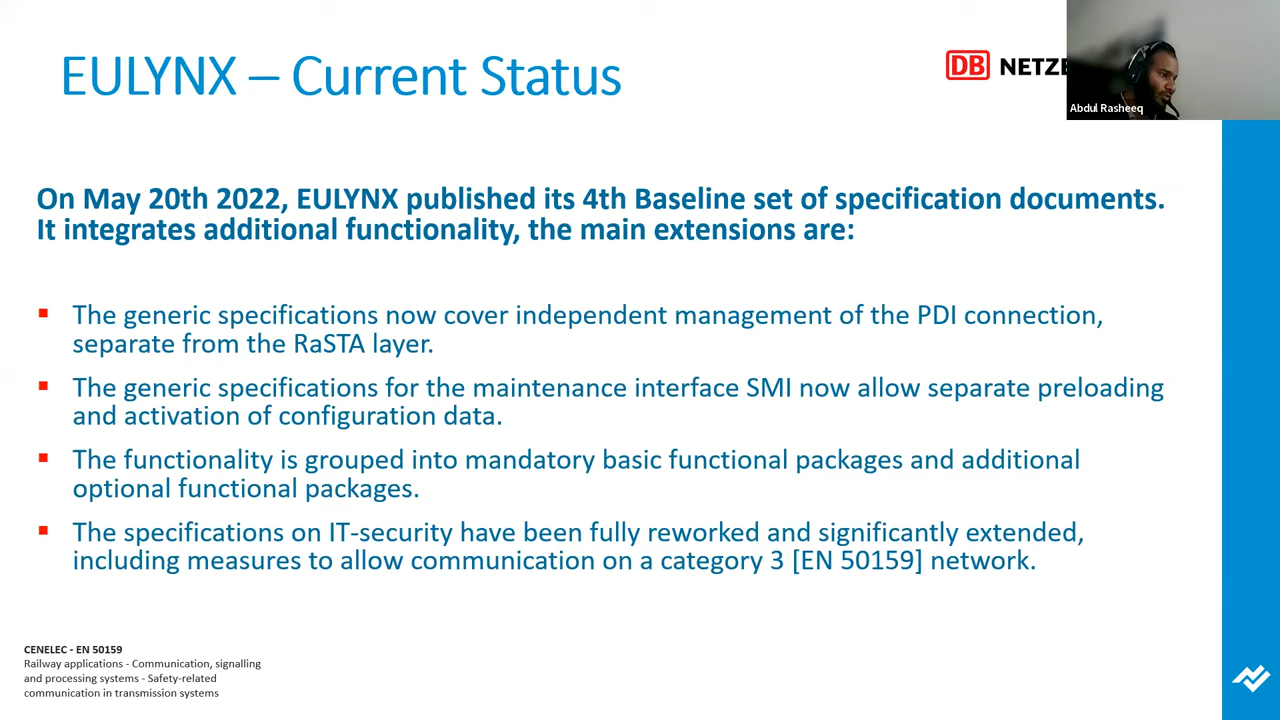 EULYNX – Current Status
DB NETZE
Abdul Rasheeq
On May 20th 2022, EULYNX published its 4th Baseline set of specification documents.
It integrates additional functionality, the main extensions are:
The generic specifications now cover independent management of the PDI connection,
separate from the RaSTA layer.
The generic specifications for the maintenance interface SMI now allow separate preloading
and activation of configuration data.
The functionality is grouped into mandatory basic functional packages and additional
optional functional packages.
The specifications on IT-security have been fully reworked and significantly extended,
including measures to allow communication on a category 3 [EN 50159] network.
CENELEC - EN 50159
Railway applications - Communication, signalling
and processing systems - Safety-related
communication in transmission systems